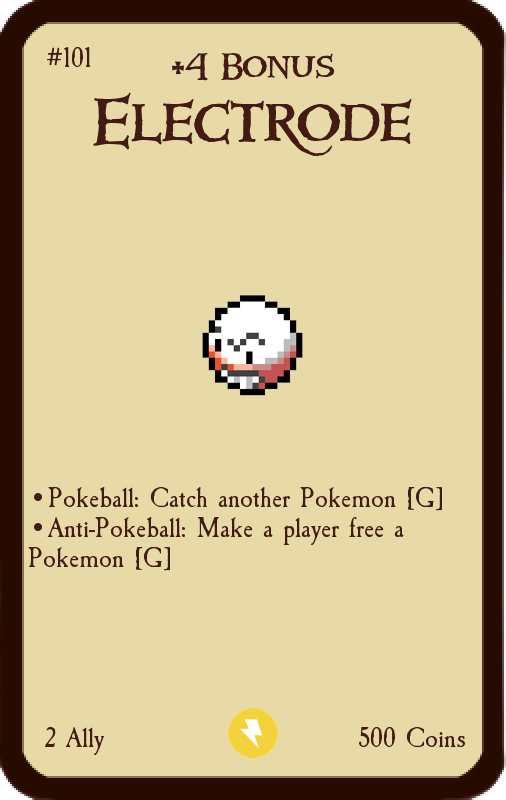 #101
+4 Bonus
Electrode
•Pokeball: Catch another Pokemon [G]
•Anti-Pokeball: Make a player free a
Pokemon [G]
2 Ally
500 Coins